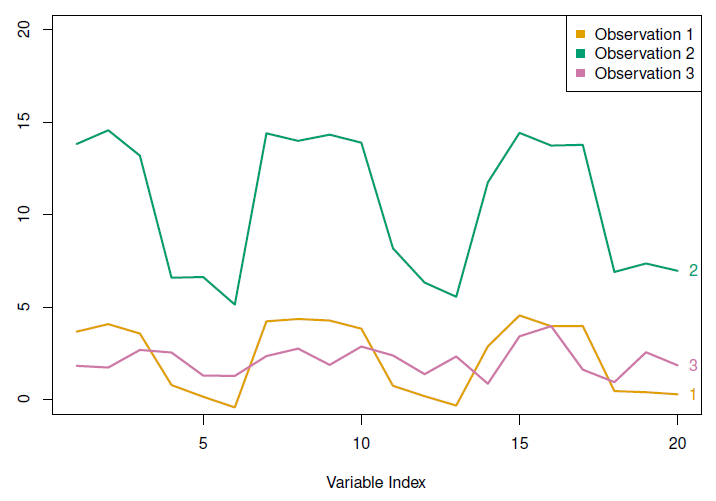 20
Observation 1
Observation 2
Observation 3
15
10
5
0
2
3
1
5 10 15 20
Variable Index